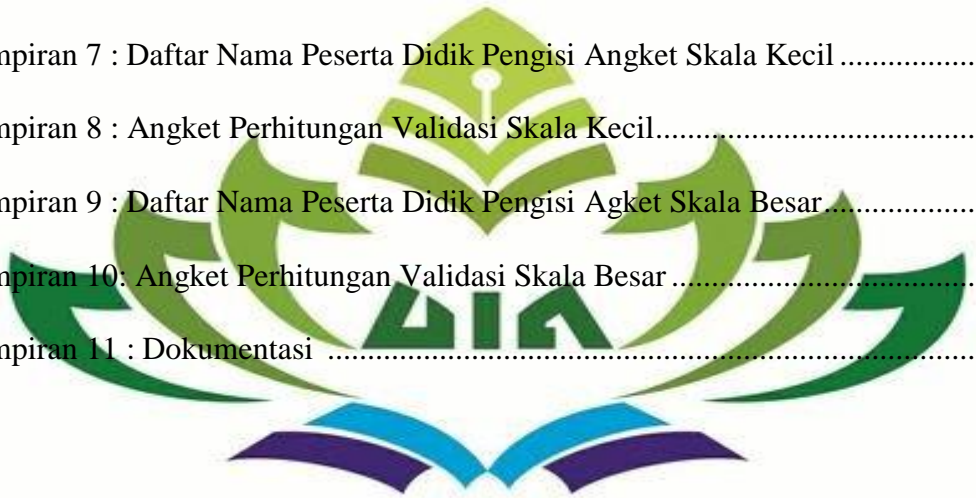 mpiran 7 : Daftar Nama Peserta Didik Pengisi Angket Skala Kecil .................
mpiran 8 : Angket Perhitungan Validasi Skala Kecil.......................................
mpiran 9 : Daftar Nama Peserta Didik Pengisi Agket Skala Besar...................
mpiran 10: Angket Perhitungan Validasi Skala Besar ......................................
UIN
mpiran 11 : Dokumentasi ................................................................................